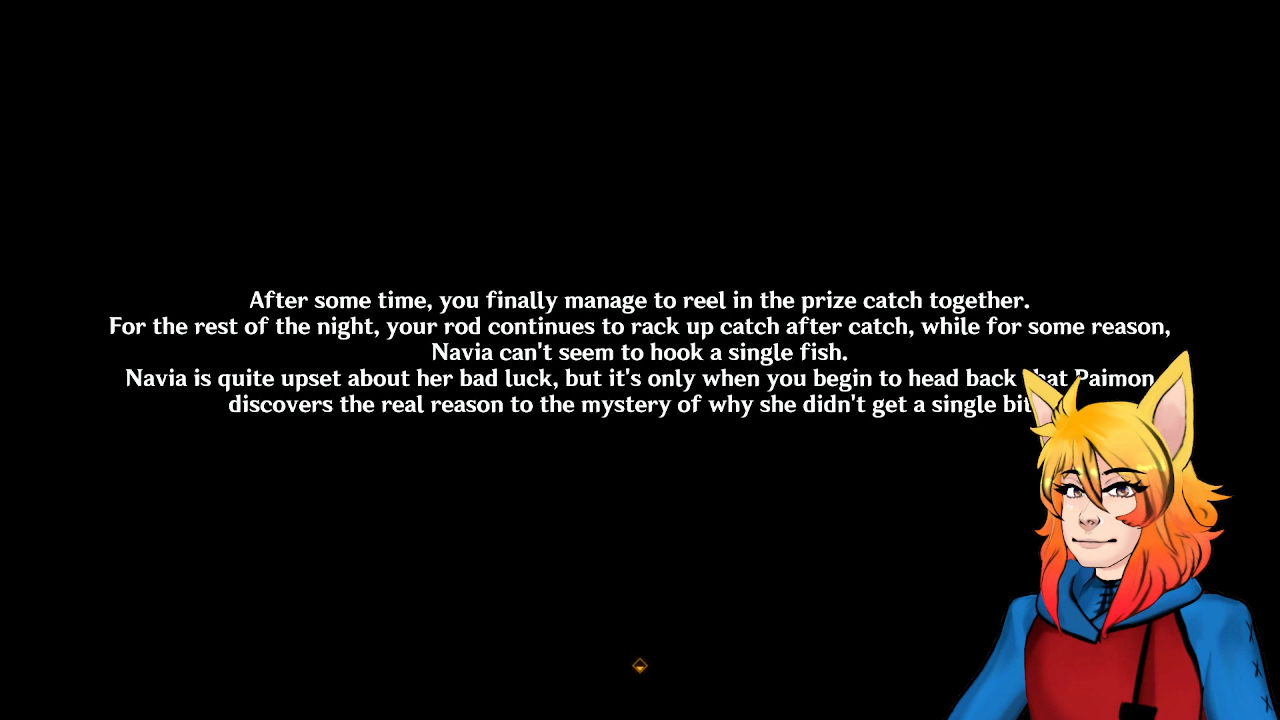 After some time, you finally manage to reel in the prize catch together.
For the rest of the night, your rod continues to rack up catch after catch, while for some reason,
Navia can't seem to hook a single fish.
Navia is quite upset about her bad luck, but it's only when you begin to head back Paimon
discovers the real reason to the mystery of why she didn't get a single